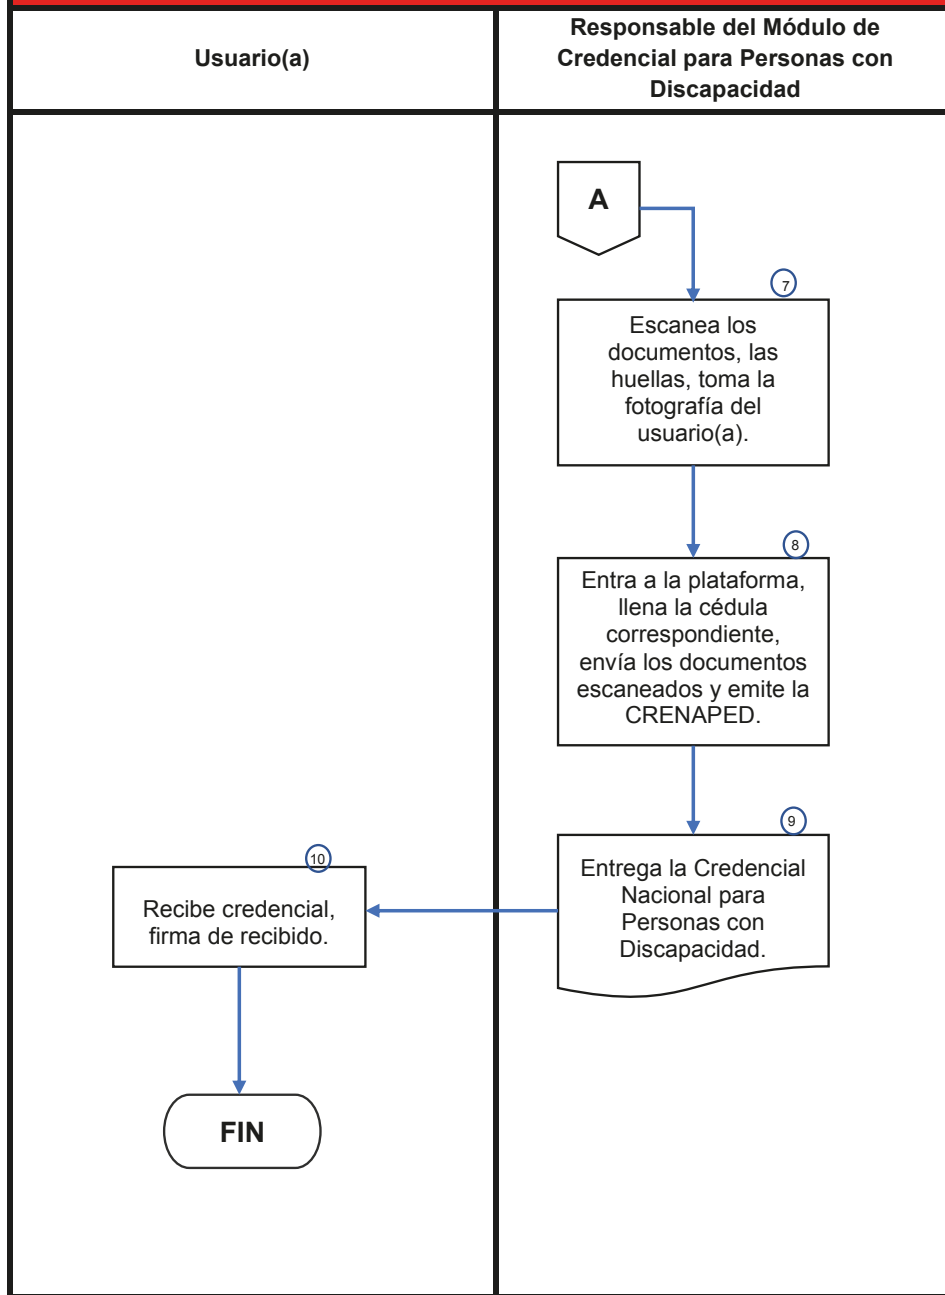 Usuario(a)
Responsable del Módulo de
Credencial para Personas con
Discapacidad
A
7
Escanea los
documentos, las
huellas, toma la
fotografía del
usuario(a).
8
Entra a la plataforma,
llena la cédula
correspondiente,
envía los documentos
escaneados y emite la
CRENAPED.
9
Entrega la Credencial
Nacional para
Personas con
Discapacidad.
10
Recibe credencial,
firma de recibido.
FIN